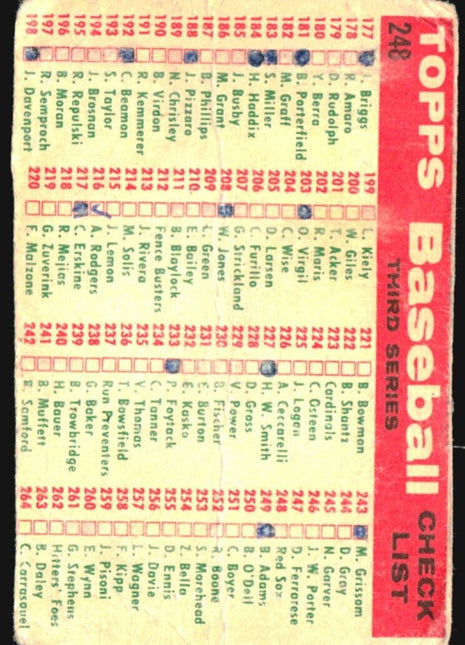 248 TOPPS Baseball CHECK LIST
THIRD SERIES
177 J. Briggs
178 R. Amaro
179 D. Rudolph
180 Y. Berra
181 B. Porterfield
182 M. Graff
183 S. Miller
184 H. Haddix
185 J. Busby
186 M. Grant
187 B. Phillips
188 J. Pizzaro
189 N. Chrisley
190 B. Virdon
191 R. Kemmerer
192 C. Beamon
193 S. Taylor
194 J. Brosnan
195 R. Repulski
196 B. Moran
197 R. Semproch
198 J. Davenport
199 L. Kiely
200 W. Giles
201 T. Acker
202 R. Maris
203 O. Virgil
204 C. Wise
205 D. Larsen
206 C. Furillo
207 G. Strickland
208 W. Jones
209 L. Green
210 E. Bailey
211 B. Blaylock
212 Fence Busters
213 J. Rivera
214 M. Solis
215 J. Lemon
216 A. Rodgers
217 C. Erskine
218 R. Mejias
219 G. Zuverink
220 F. Malzone
221 B. Bowman
222 B. Shantz
223 Cardinals
224 C. Osteen
225 J. Logan
226 A. Ceccarelli
227 H. W. Smith
228 D. Gross
229 V. Power
230 B. Fischer
231 E. Burton
232 E. Kasko
233 P. Foytack
234 C. Tanner
235 V. Thomas
236 T. Bowsfield
237 Run Preventers
238 G. Baker
239 B. Trowbridge
240 H. Bauer
241 B. Muffett
242 R. Samford
243 M. Grissom
244 D. Gray
245 N. Garver
246 J. W. Porter
247 D. Ferrarese
248 Red Sox
249 B. Adams
250 B. O'Dell
251 C. Boyer
252 R. Boone
253 S. Morehead
254 Z. Bella
255 D. Ennis
256 J. Davie
257 L. Wagner
258 F. Kipp
259 J. Pisoni
260 E. Wynn
261 G. Stephens
262 Hitters' Foes
263 B. Daley
264 C. Carrasquel